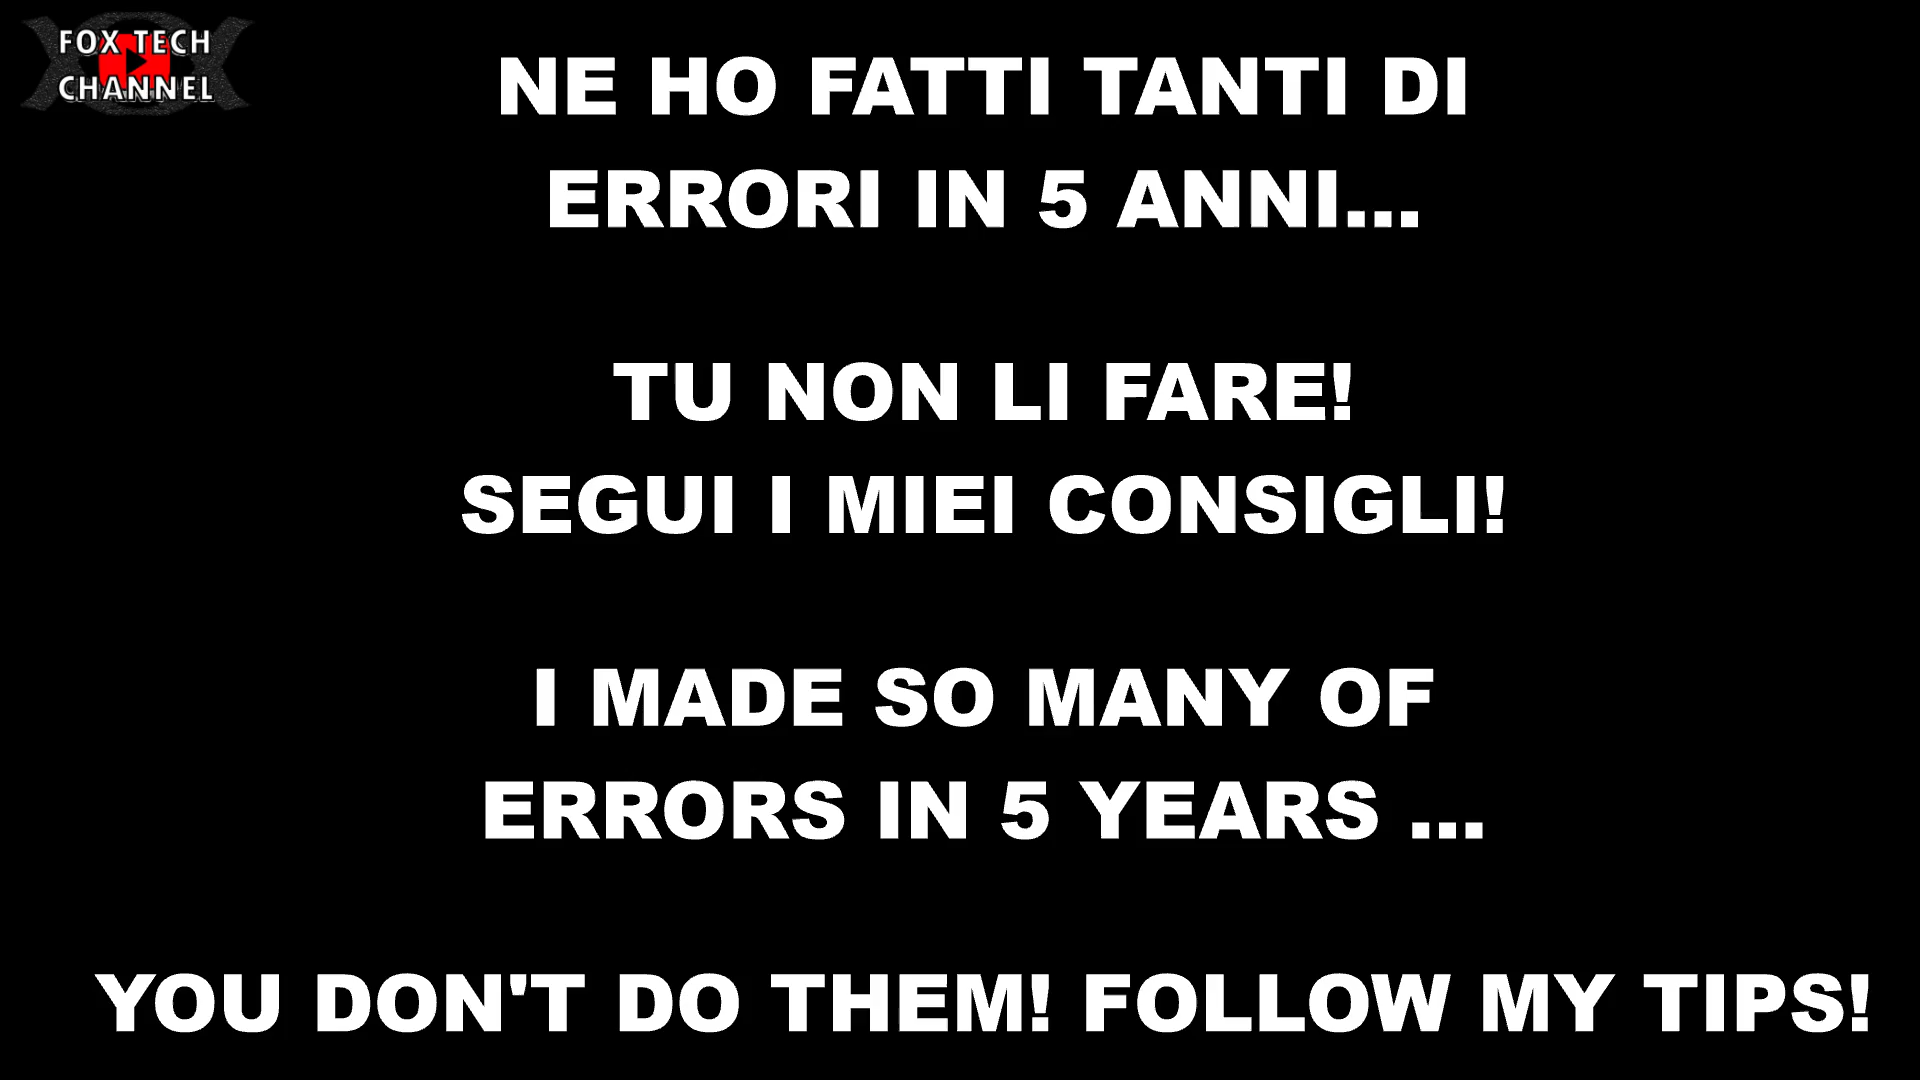 FOX TECH
CHANNEL
NE HO FATTI TANTI DI
ERRORI IN 5 ANNI...
TU NON LI FARE!
SEGUI I MIEI CONSIGLI!
I MADE SO MANY OF
ERRORS IN 5 YEARS ...
YOU DON'T DO THEM! FOLLOW MY TIPS!